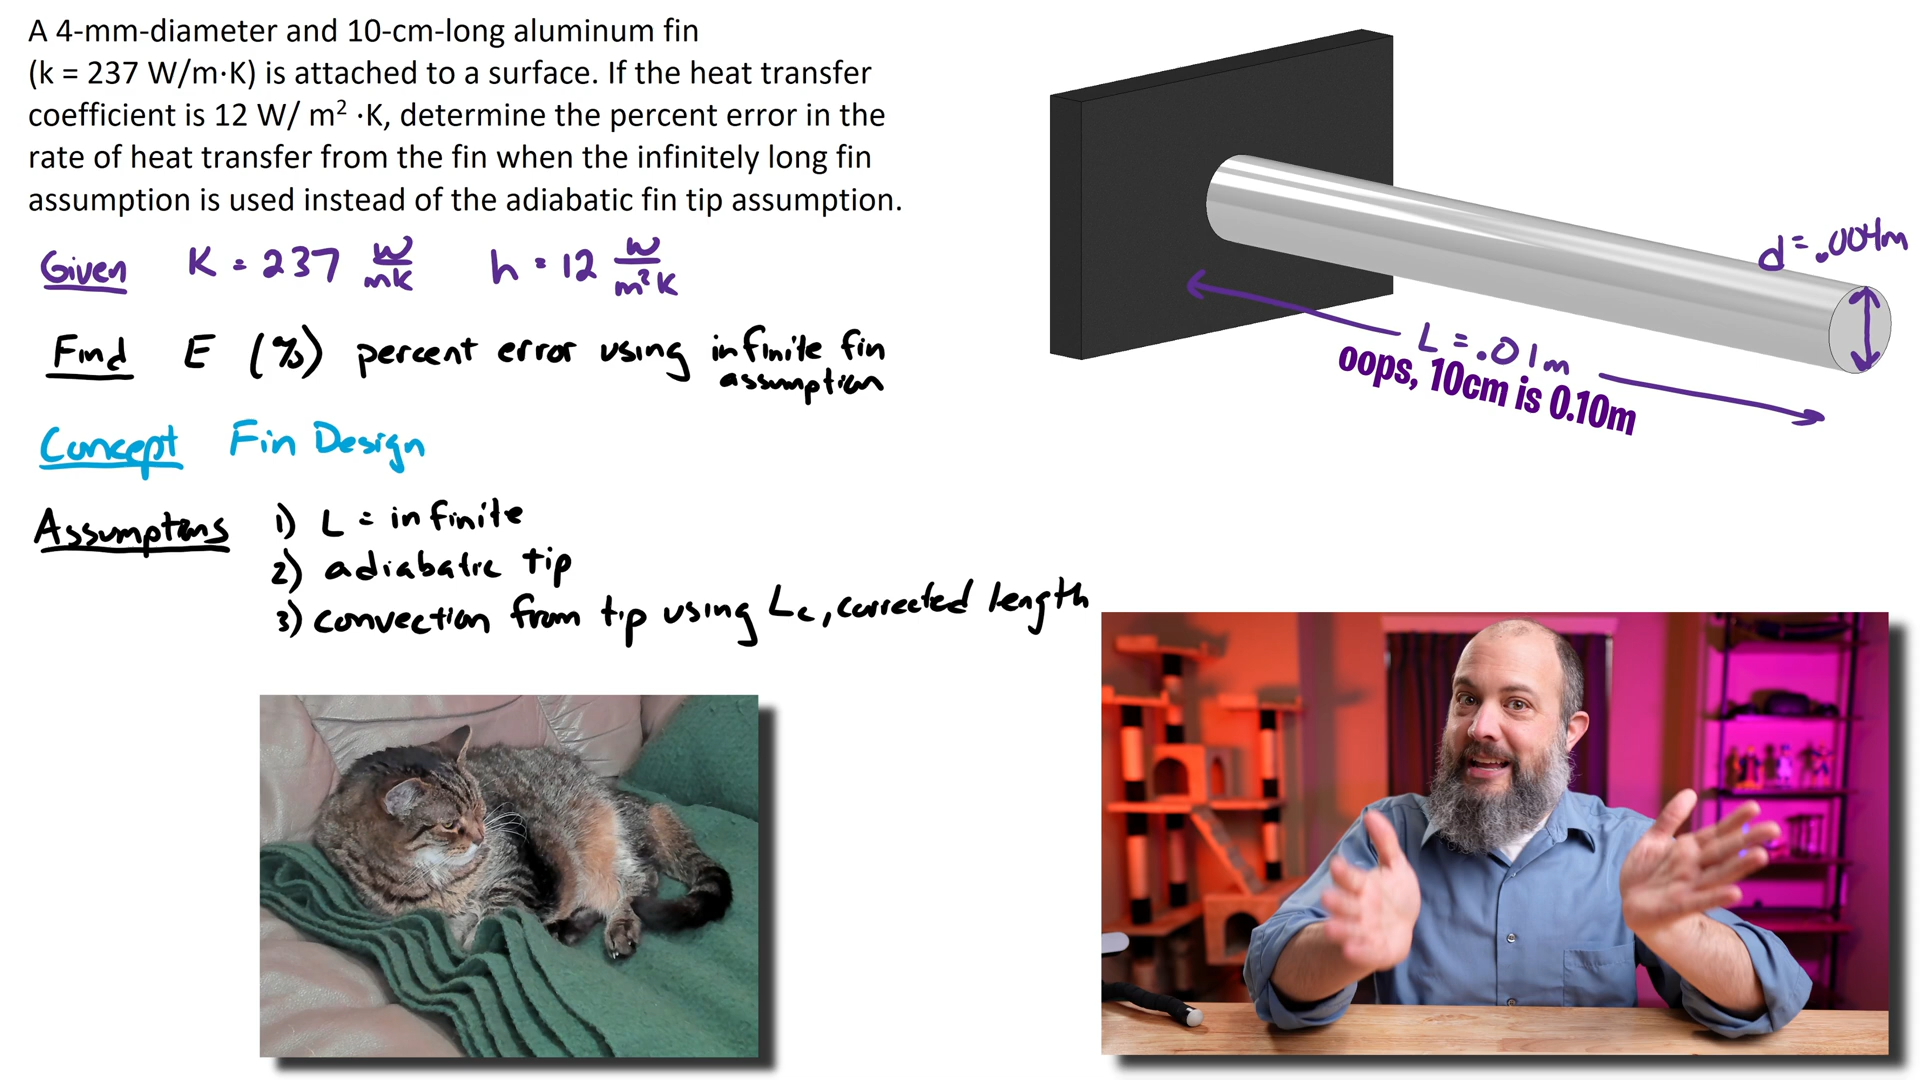 A 4-mm-diameter and 10-cm-long aluminum fin
(k = 237 W/m·K) is attached to a surface. If the heat transfer
coefficient is 12 W/ m² ·K, determine the percent error in the
rate of heat transfer from the fin when the infinitely long fin
assumption is used instead of the adiabatic fin tip assumption.
Given K = 237 W/mK h = 12 W/m²K
Find E (%) percent error using infinite fin
assumption
Concept Fin Design
Assumptons 1) L = infinite
2) adiabatic tip
3) convection from tip using Lc, corrected length
d = .004m
L = .01m
oops, 10cm is 0.10m